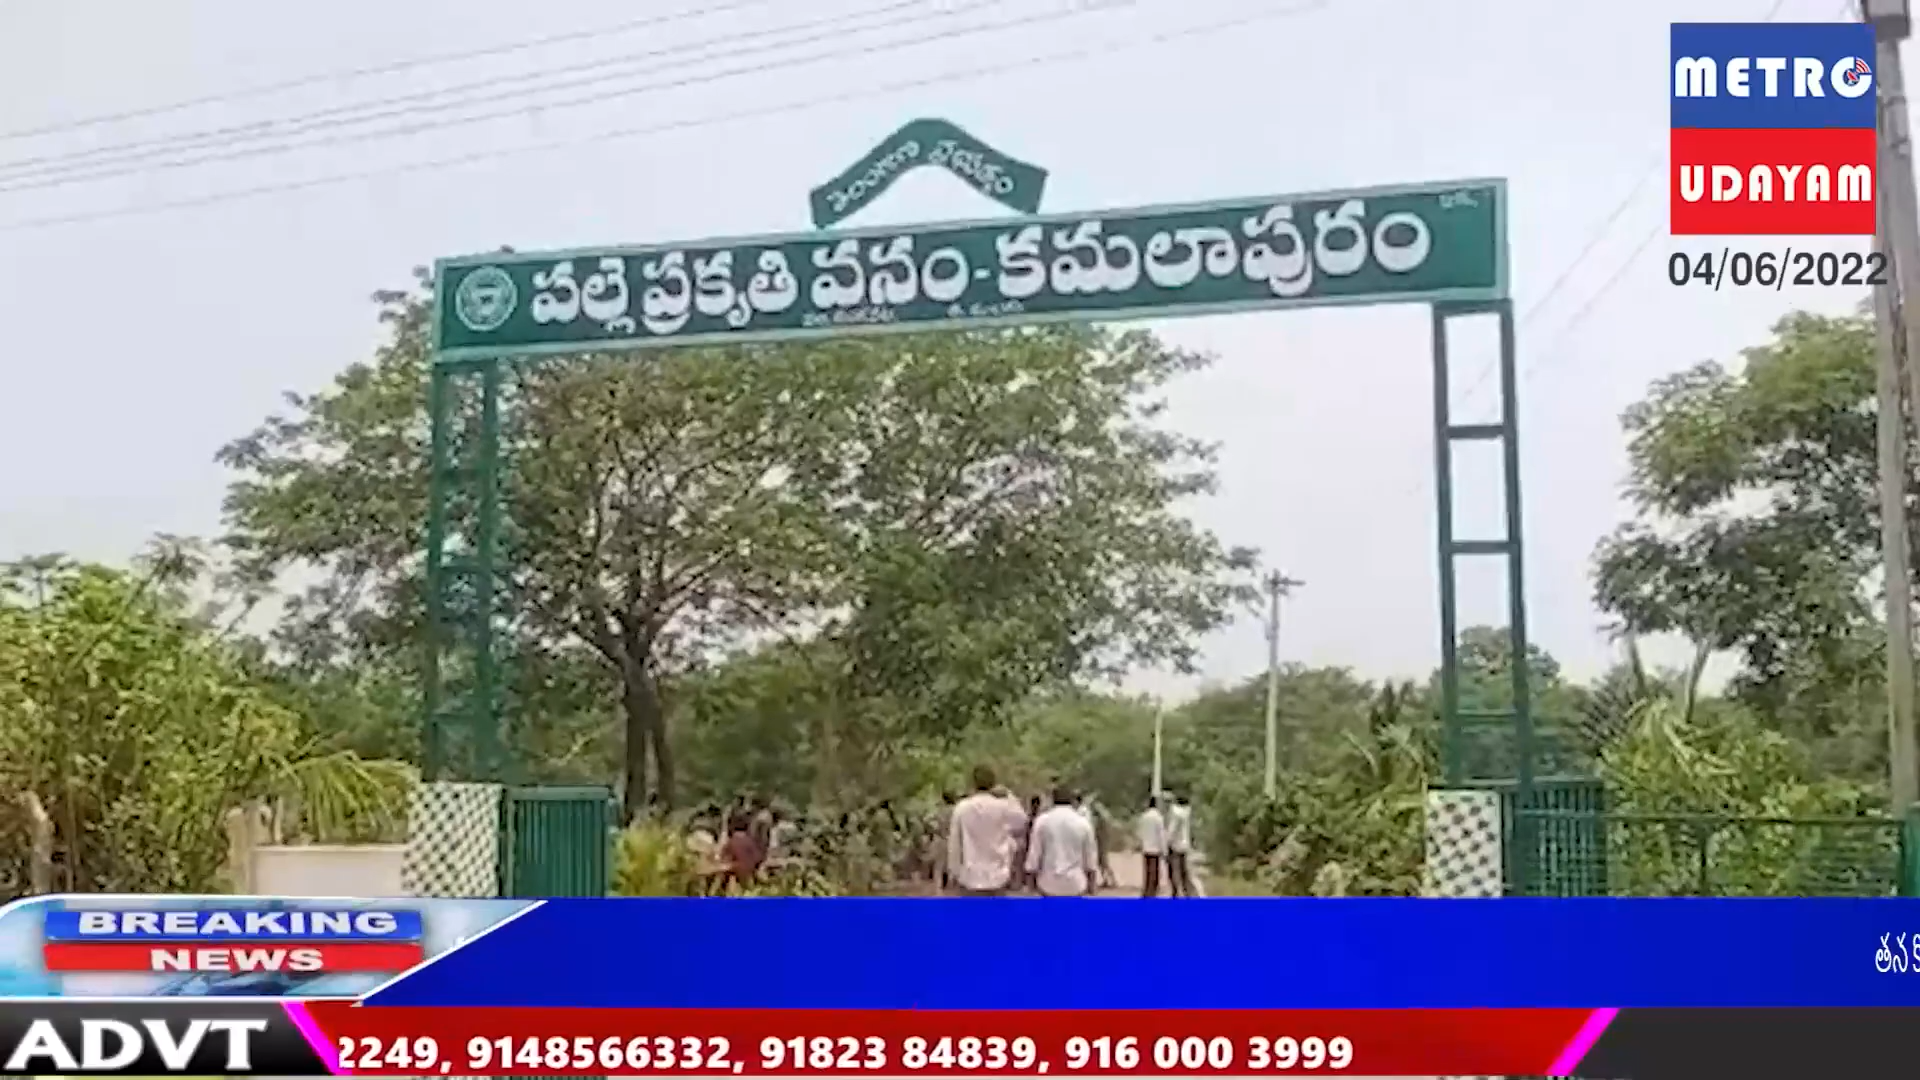 METRO
UDAYAM
04/06/2022
తెలంగాణ
పల్లె ప్రకృతి వనం-కమలాపురం
BREAKING
NEWS
తన
ADVT
2249, 9148566332, 91823 84839, 916 000 3999